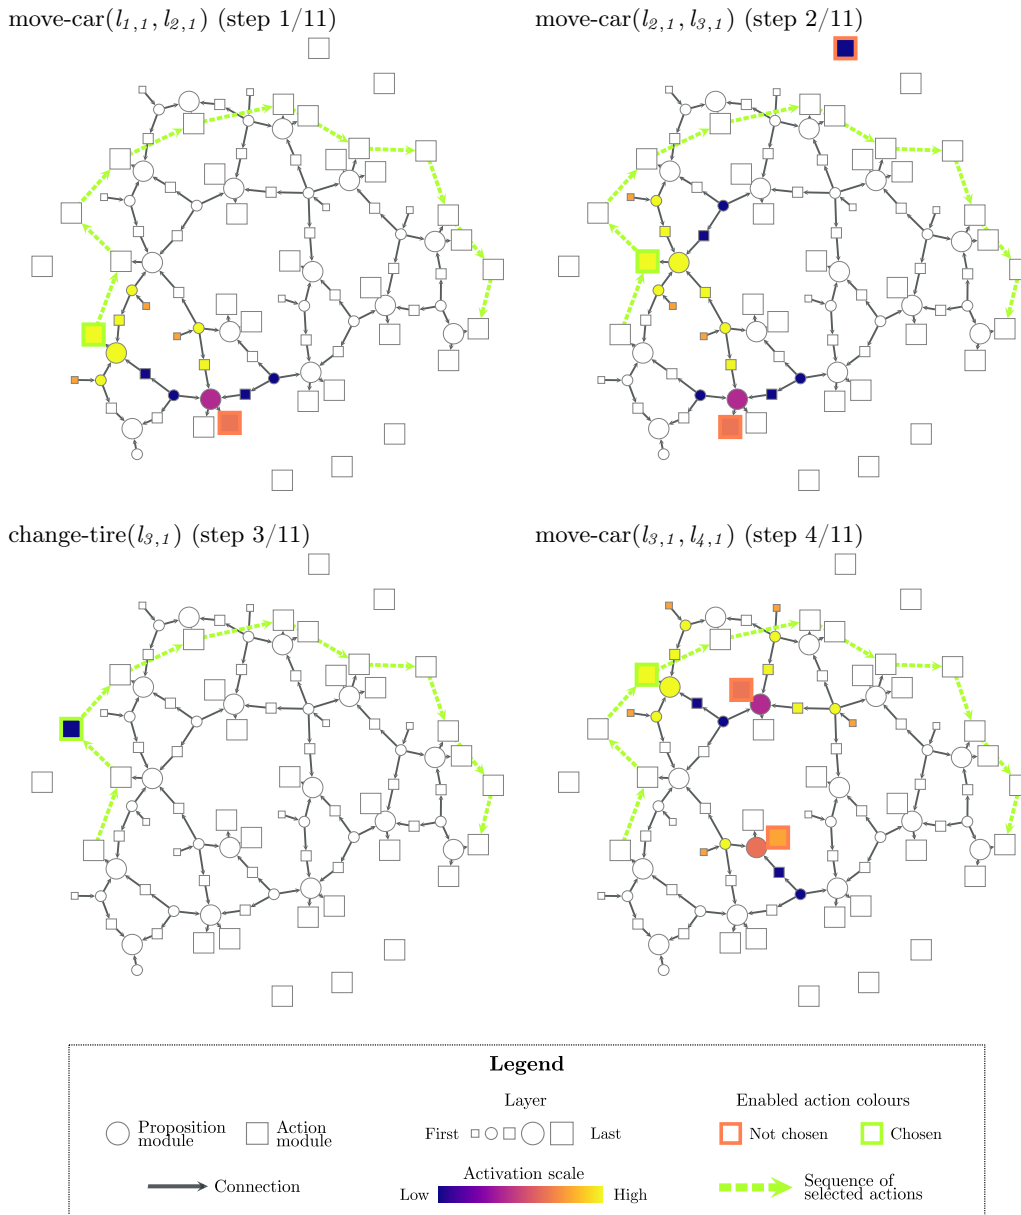 move-car(l1,1, l2,1) (step 1/11)
move-car(l2,1, l3,1) (step 2/11)
change-tire(l3,1) (step 3/11)
move-car(l3,1, l4,1) (step 4/11)
Legend
Layer
Enabled action colours
Proposition
module
Action
module
First
Last
Not chosen
Chosen
Connection
Activation scale
Low
High
Sequence of
selected actions